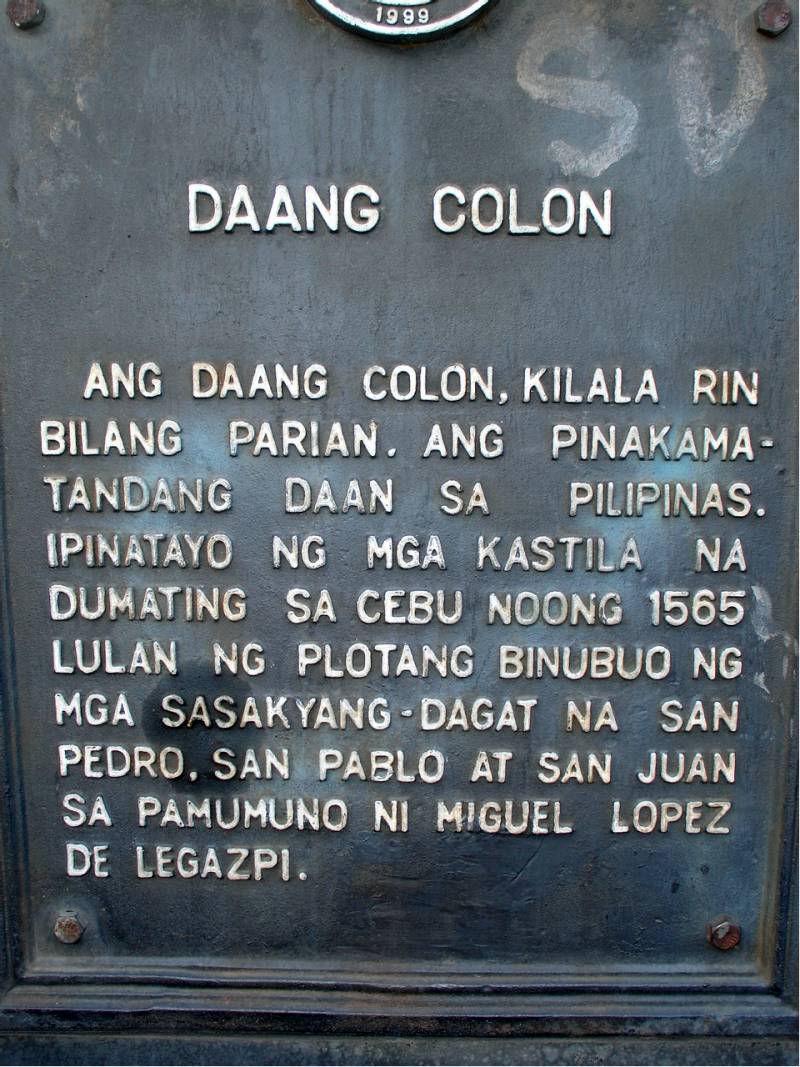 1999
SV
DAANG COLON
ANG DAANG COLON, KILALA RIN
BILANG PARIAN. ANG PINAKAMA-
TANDANG DAAN SA PILIPINAS.
IPINATAYO NG MGA KASTILA NA
DUMATING SA CEBU NOONG 1565
LULAN NG PLOTANG BINUBUO NG
MGA SASAKYANG-DAGAT NA SAN
PEDRO, SAN PABLO AT SAN JUAN
SA PAMUMUNO NI MIGUEL LOPEZ
DE LEGAZPI.